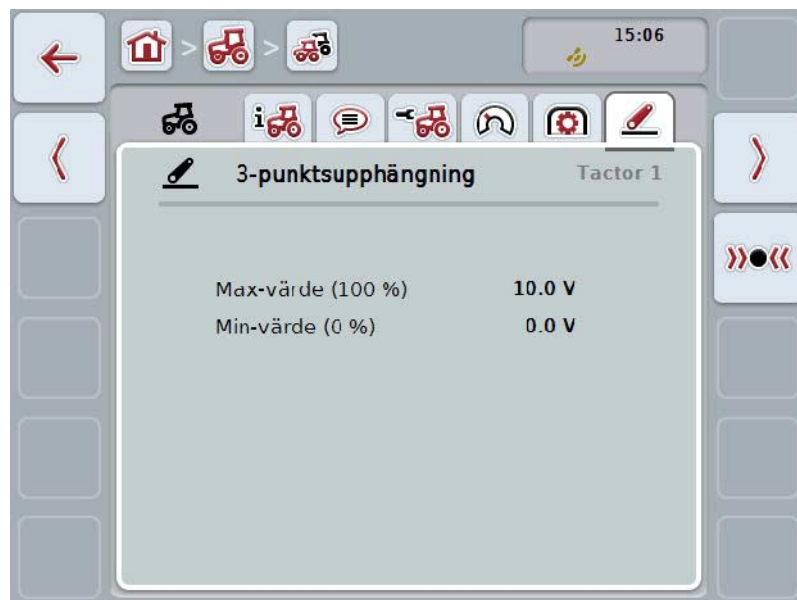 15:06
3-punktsupphängning Tactor 1
Max-värde (100 %) 10.0 V
Min-värde (0 %) 0.0 V